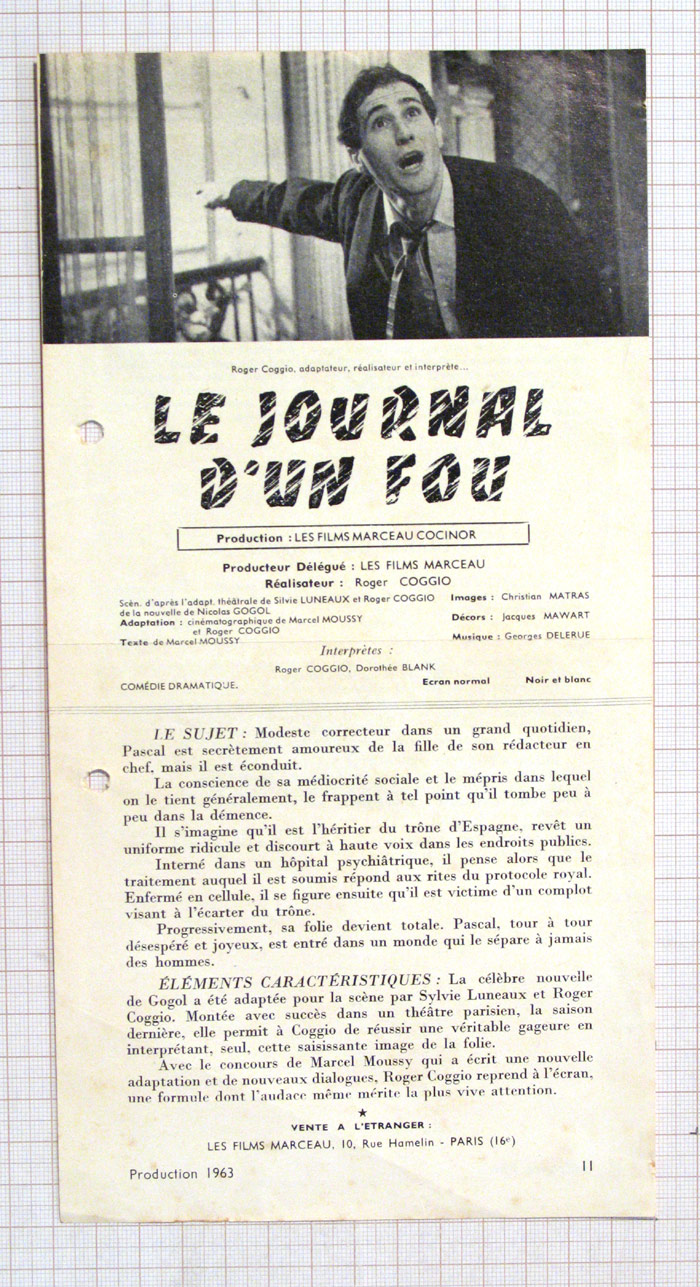 Roger Coggio, adaptateur, réalisateur et interprète...
LE JOURNAL
D'UN FOU
Production : LES FILMS MARCEAU COCINOR
Producteur Délégué : LES FILMS MARCEAU
Réalisateur : Roger COGGIO
Scén. d'après l'adapt. théâtrale de Silvie LUNEAUX et Roger COGGIO
de la nouvelle de Nicolas GOGOL
Adaptation : cinématographique de Marcel MOUSSY
et Roger COGGIO
Texte de Marcel MOUSSY
Images : Christian MATRAS
Décors : Jacques MAWART
Musique : Georges DELERUE
Interprètes :
Roger COGGIO, Dorothée BLANK
COMÉDIE DRAMATIQUE.
Ecran normal
Noir et blanc
LE SUJET : Modeste correcteur dans un grand quotidien,
Pascal est secrètement amoureux de la fille de son rédacteur en
chef, mais il est éconduit.
La conscience de sa médiocrité sociale et le mépris dans lequel
on le tient généralement, le frappent à tel point qu'il tombe peu à
peu dans la démence.
Il s'imagine qu'il est l'héritier du trône d'Espagne, revêt un
uniforme ridicule et discourt à haute voix dans les endroits publics.
Interné dans un hôpital psychiâtrique, il pense alors que le
traitement auquel il est soumis répond aux rites du protocole royal.
Enfermé en cellule, il se figure ensuite qu'il est victime d'un complot
visant à l'écarter du trône.
Progressivement, sa folie devient totale. Pascal, tour à tour
désespéré et joyeux, est entré dans un monde qui le sépare à jamais
des hommes.
ÉLÉMENTS CARACTÉRISTIQUES : La célèbre nouvelle
de Gogol a été adaptée pour la scène par Sylvie Luneaux et Roger
Coggio. Montée avec succès dans un théâtre parisien, la saison
dernière, elle permit à Coggio de réussir une véritable gageure en
interprétant, seul, cette saisissante image de la folie.
Avec le concours de Marcel Moussy qui a écrit une nouvelle
adaptation et de nouveaux dialogues, Roger Coggio reprend à l'écran,
une formule dont l'audace même mérite la plus vive attention.
★
VENTE A L'ETRANGER :
LES FILMS MARCEAU, 10, Rue Hamelin - PARIS (16e)
Production 1963
11